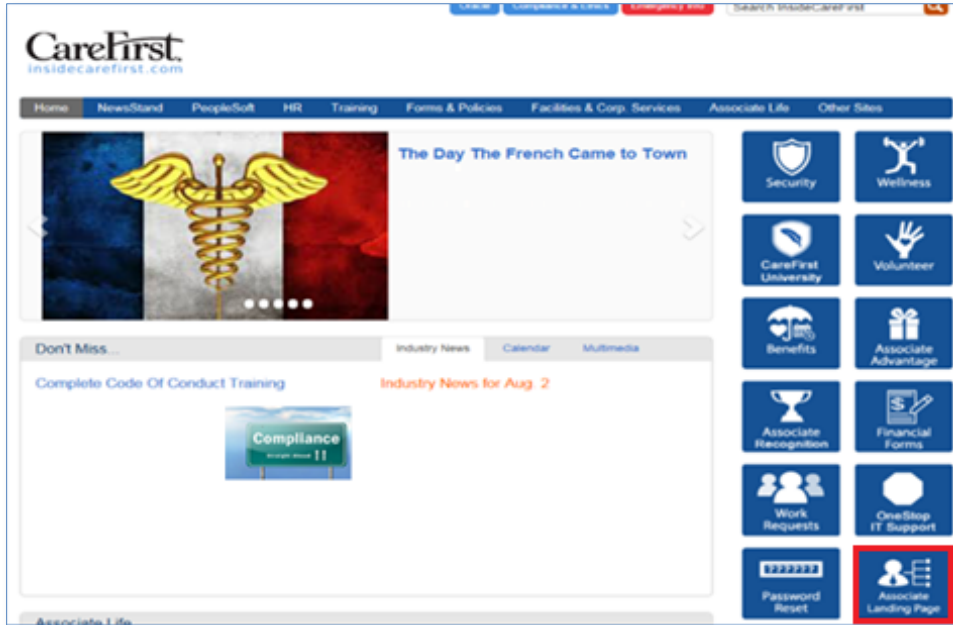 Oracle Compliance & Ethics Emergency Info Search InsideCareFirst
CareFirst
insidecarefirst.com
Home NewsStand PeopleSoft HR Training Forms & Policies Facilities & Corp. Services Associate Life Other Sites
The Day The French Came to Town
Security
Wellness
CareFirst
University
Volunteer
Don't Miss...
Industry News Calendar Multimedia
Benefits
Associate
Advantage
Complete Code Of Conduct Training
Industry News for Aug. 2
Compliance
Straight Ahead
Associate
Recognition
Financial
Forms
Work
Requests
OneStop
IT Support
Password
Reset
Associate
Landing Page
Associate Life